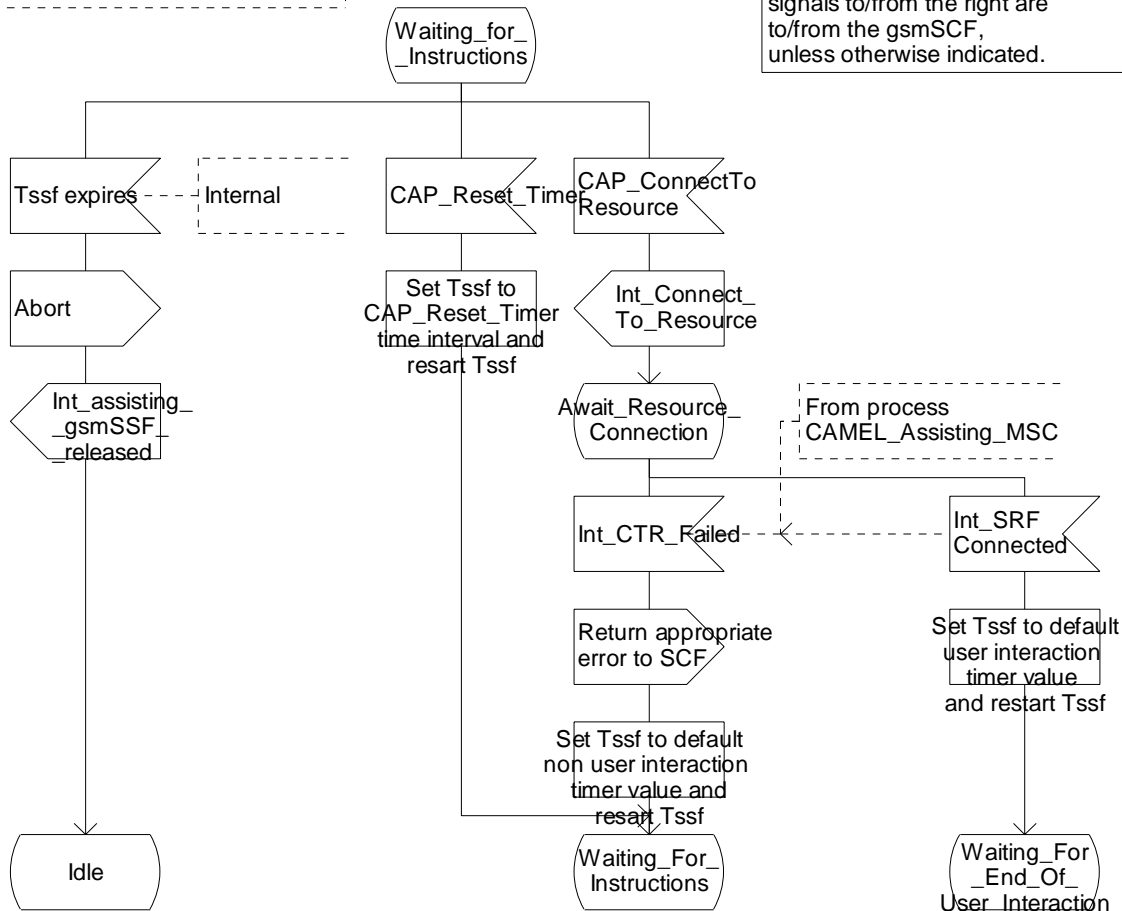 signals to/from the right are
to/from the gsmSCF,
unless otherwise indicated.
Waiting_for_
_Instructions
Tssf expires
Internal
CAP_Reset_Timer
CAP_ConnectTo
Resource
Abort
Set Tssf to
CAP_Reset_Timer
time interval and
resart Tssf
Int_Connect_
To_Resource
Int_assisting_
_gsmSSF_
_released
Await_Resource_
Connection
From process
CAMEL_Assisting_MSC
Int_CTR_Failed
Int_SRF
Connected
Return appropriate
error to SCF
Set Tssf to default
user interaction
timer value
and restart Tssf
Set Tssf to default
non user interaction
timer value and
resart Tssf
Idle
Waiting_For_
Instructions
Waiting_For
_End_Of_
User_Interaction